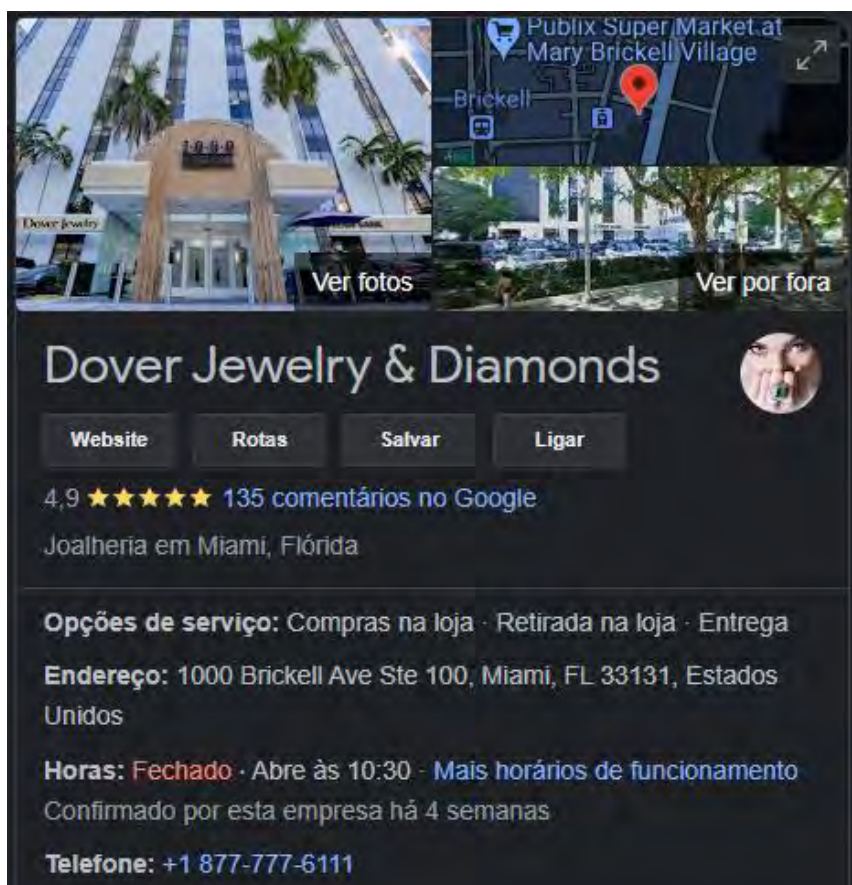 Publix Super Market at
Mary Brickell Village
Brickell
1000
Dover Jewelry
Ver fotos
Ver por fora
Dover Jewelry & Diamonds
Website Rotas Salvar Ligar
4,9 135 comentários no Google
Joalheria em Miami, Flórida
Opções de serviço: Compras na loja · Retirada na loja · Entrega
Endereço: 1000 Brickell Ave Ste 100, Miami, FL 33131, Estados
Unidos
Horas: Fechado · Abre às 10:30 · Mais horários de funcionamento
Confirmado por esta empresa há 4 semanas
Telefone: +1 877-777-6111